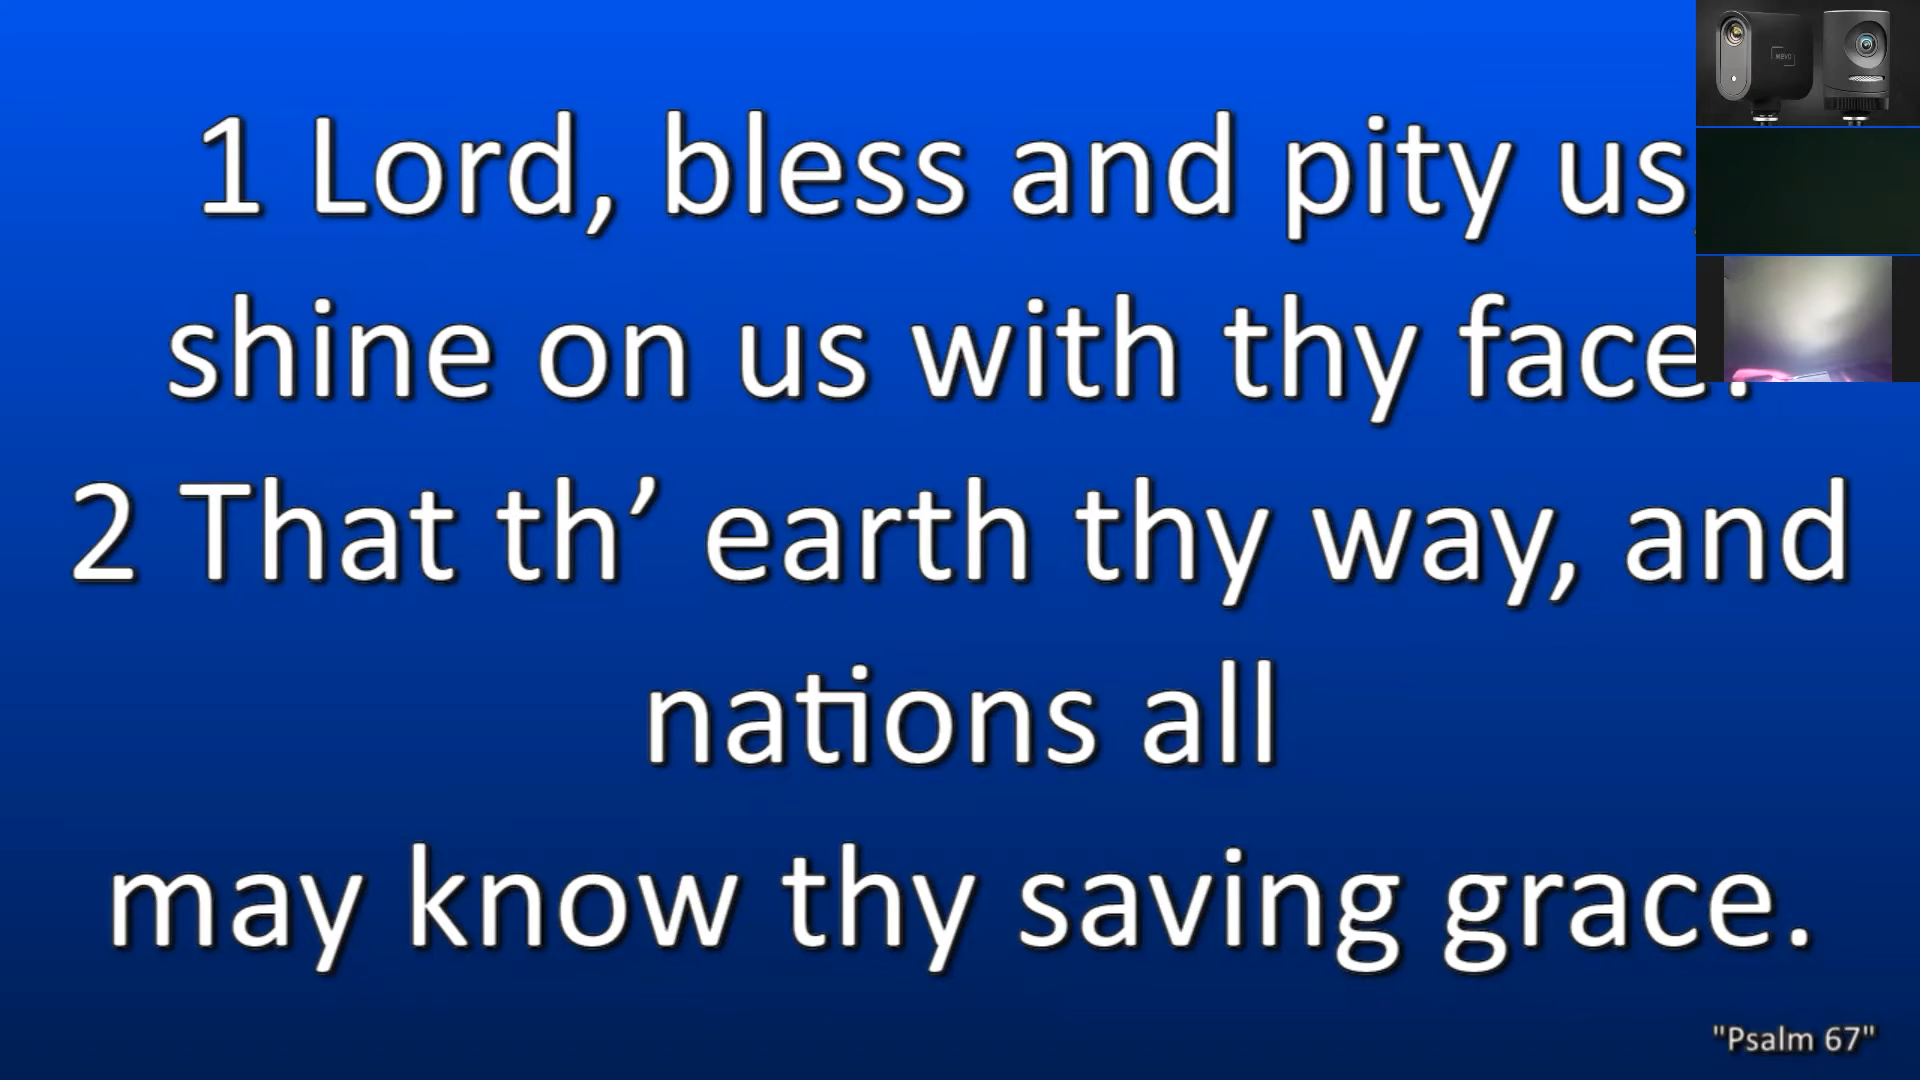 1 Lord, bless and pity us
shine on us with thy face.
2 That th’ earth thy way, and
nations all
may know thy saving grace.
"Psalm 67"
MEVO